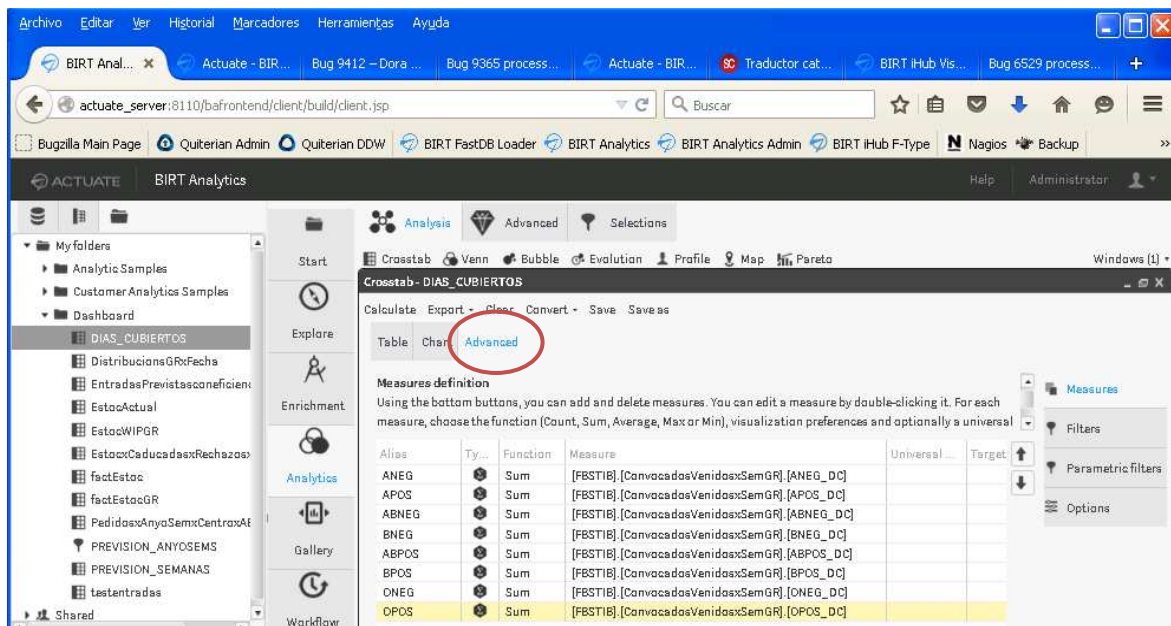 Archivo Editar Ver Historial Marcadores Herramientas Ayuda
BIRT Anal... Actuate - BIR... Bug 9412 – Dora ... Bug 9365 process... Actuate - BIR... SC Traductor cat... BIRT iHub Vis... Bug 6529 process... +
actuate_server:8110/bafrontend/client/build/client.jsp Buscar
Bugzilla Main Page Quiterian Admin Quiterian DDW BIRT FastDB Loader BIRT Analytics BIRT Analytics Admin BIRT iHub F-Type N Nagios Backup »
ACTUATE BIRT Analytics Help Administrator
Analysis Advanced Selections
Crosstab Venn Bubble Evolution Profile Map Pareto Windows (1)
My folders
Analytic Samples
Customer Analytics Samples
Dashboard
DIAS_CUBIERTOS
DistribucionsGRxFecha
EntradasPrevistasconeficienc
EstocActual
EstocWIPGR
EstocxCaducadasxRechazosx
factEstoc
factEstocGR
PedidosxAnyoSemxCentroxAE
PREVISION_ANYOSEMS
PREVISION_SEMANAS
testentradas
Shared
Start
Explore
Enrichment
Analytics
Gallery
Workflow
Crosstab - DIAS_CUBIERTOS
Calculate Export Clear Convert Save Save as
Table Chart Advanced
Measures definition
Using the bottom buttons, you can add and delete measures. You can edit a measure by double-clicking it. For each
measure, choose the function (Count, Sum, Average, Max or Min), visualization preferences and optionally a universal
Alias Ty... Function Measure Universal ... Target
ANEG Sum [FBSTIB].[ConvocadosVenidosxSemGR].[ANEG_DC]
APOS Sum [FBSTIB].[ConvocadosVenidosxSemGR].[APOS_DC]
ABNEG Sum [FBSTIB].[ConvocadosVenidosxSemGR].[ABNEG_DC]
BNEG Sum [FBSTIB].[ConvocadosVenidosxSemGR].[BNEG_DC]
ABPOS Sum [FBSTIB].[ConvocadosVenidosxSemGR].[ABPOS_DC]
BPOS Sum [FBSTIB].[ConvocadosVenidosxSemGR].[BPOS_DC]
ONEG Sum [FBSTIB].[ConvocadosVenidosxSemGR].[ONEG_DC]
OPOS Sum [FBSTIB].[ConvocadosVenidosxSemGR].[OPOS_DC]
Measures
Filters
Parametric filters
Options